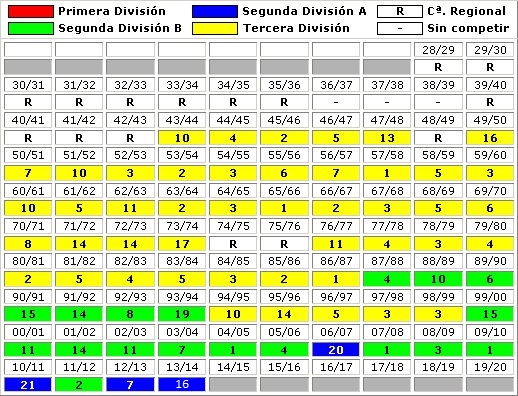 Primera División Segunda División A R Cª. Regional
Segunda División B Tercera División - Sin competir
28/29 29/30
R R
30/31 31/32 32/33 33/34 34/35 35/36 36/37 37/38 38/39 39/40
R R R R R R - - - R
40/41 41/42 42/43 43/44 44/45 45/46 46/47 47/48 48/49 49/50
R R R 10 4 2 5 13 R 16
50/51 51/52 52/53 53/54 54/55 55/56 56/57 57/58 58/59 59/60
7 10 3 2 3 6 7 1 5 3
60/61 61/62 62/63 63/64 64/65 65/66 66/67 67/68 68/69 69/70
10 5 11 2 3 1 2 3 5 6
70/71 71/72 72/73 73/74 74/75 75/76 76/77 77/78 78/79 79/80
8 14 14 17 R R 11 4 3 4
80/81 81/82 82/83 83/84 84/85 85/86 86/87 87/88 88/89 89/90
2 5 4 5 3 2 1 4 10 6
90/91 91/92 92/93 93/94 94/95 95/96 96/97 97/98 98/99 99/00
15 14 8 19 10 14 5 3 3 15
00/01 01/02 02/03 03/04 04/05 05/06 06/07 07/08 08/09 09/10
11 14 11 7 1 4 20 1 3 1
10/11 11/12 12/13 13/14 14/15 15/16 16/17 17/18 18/19 19/20
21 2 7 16